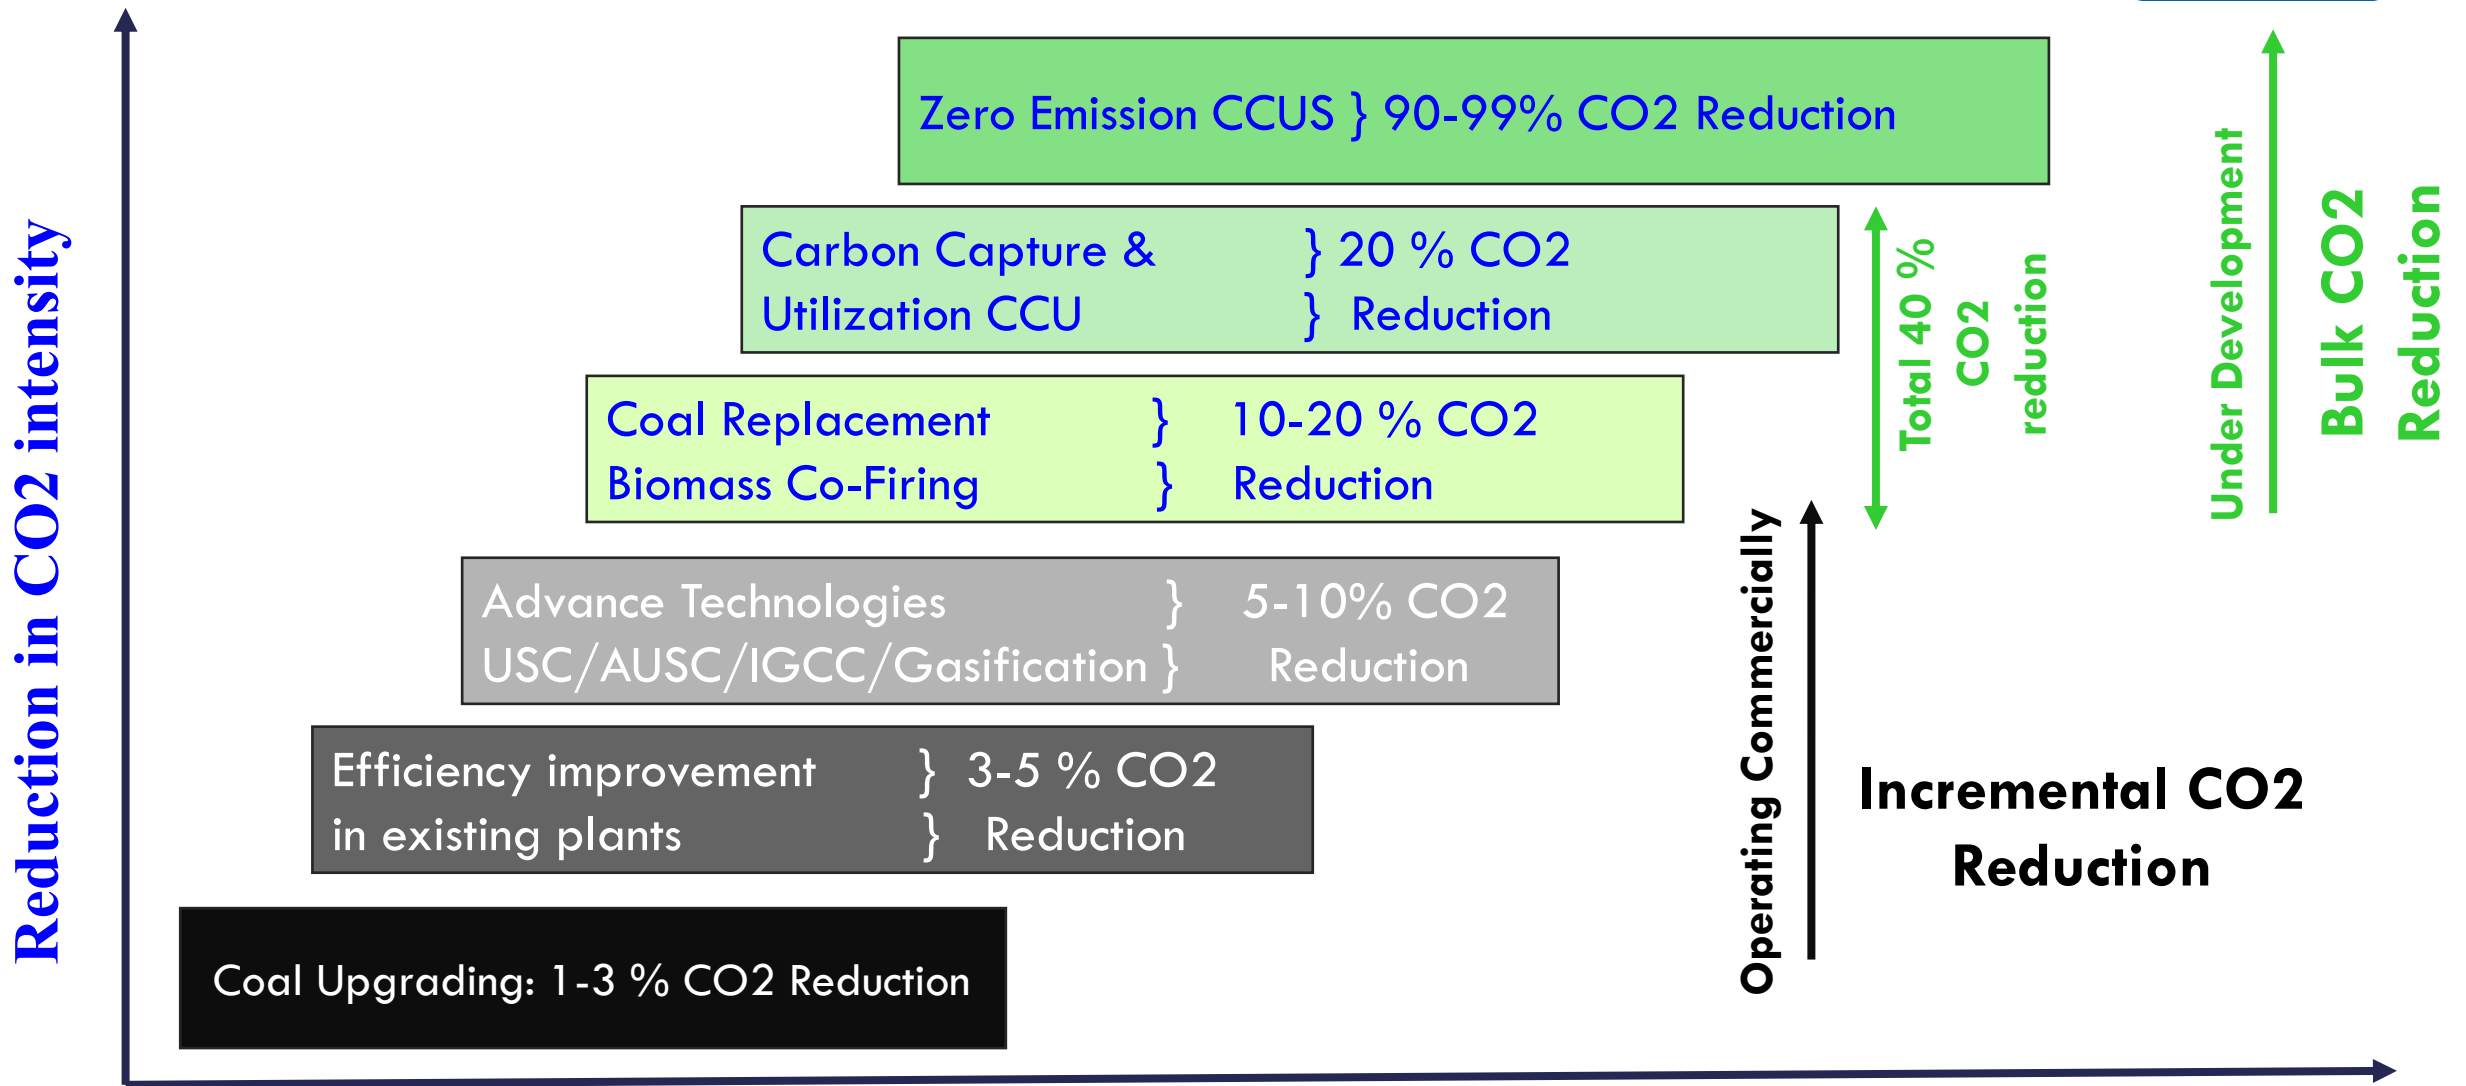 Reduction in CO2 intensity
Zero Emission CCUS } 90-99% CO2 Reduction
Carbon Capture & } 20 % CO2
Utilization CCU } Reduction
Coal Replacement } 10-20 % CO2
Biomass Co-Firing } Reduction
Advance Technologies } 5-10% CO2
USC/AUSC/IGCC/Gasification } Reduction
Efficiency improvement } 3-5 % CO2
in existing plants } Reduction
Coal Upgrading: 1-3 % CO2 Reduction
Operating Commercially
Incremental CO2
Reduction
Total 40 %
CO2
reduction
Under Development
Bulk CO2
Reduction